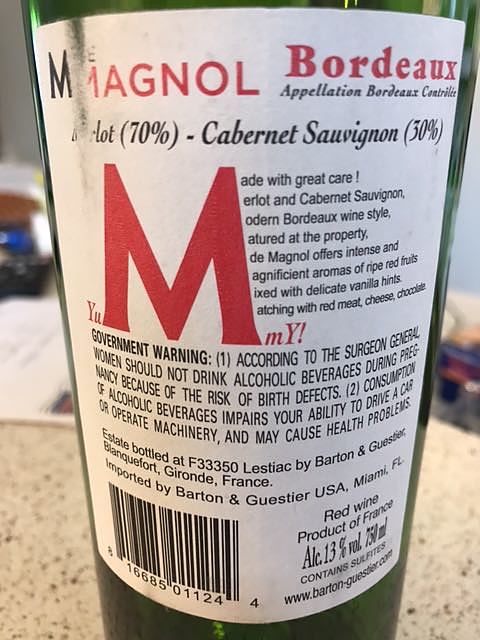 MAGNOL
Bordeaux
Appellation Bordeaux Contrôlée
lot (70%) - Cabernet Sauvignon (30%)
M
ade with great care !
erlot and Cabernet Sauvignon,
odern Bordeaux wine style,
atured at the property,
de Magnol offers intense and
agnificient aromas of ripe red fruits
ixed with delicate vanilla hints.
atching with red meat, cheese, chocolate.
Yu
mY!
GOVERNMENT WARNING: (1) ACCORDING TO THE SURGEON GENERAL,
WOMEN SHOULD NOT DRINK ALCOHOLIC BEVERAGES DURING PREG-
NANCY BECAUSE OF THE RISK OF BIRTH DEFECTS. (2) CONSUMPTION
OF ALCOHOLIC BEVERAGES IMPAIRS YOUR ABILITY TO DRIVE A CAR
OR OPERATE MACHINERY, AND MAY CAUSE HEALTH PROBLEMS.
Estate bottled at F33350 Lestiac by Barton & Guestier,
Blanquefort, Gironde, France.
Imported by Barton & Guestier USA, Miami, FL.
Red wine
Product of France
Alc. 13 % vol. 750 ml
CONTAINS SULFITES
www.barton-guestier.com
8 16685 01124 4